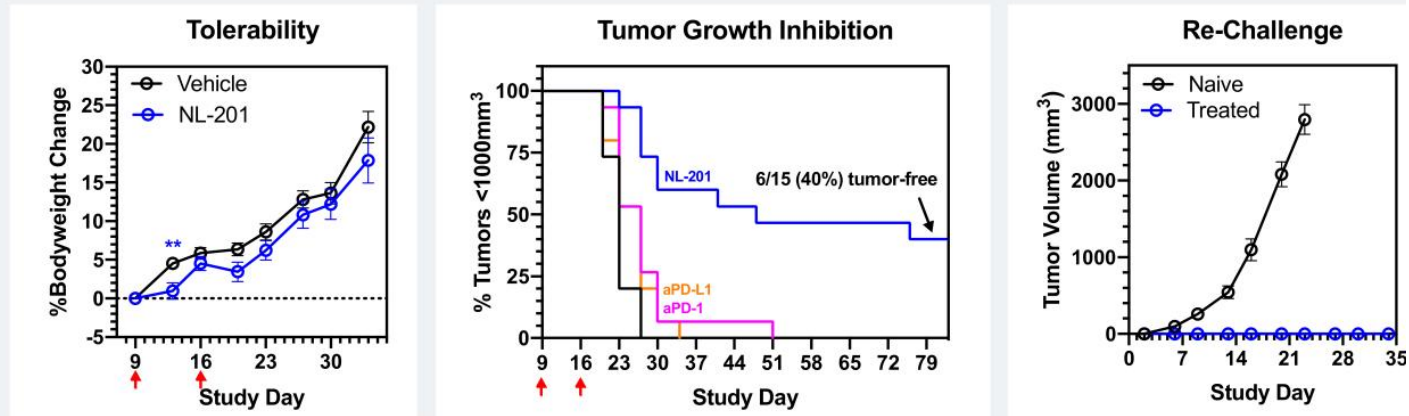 Tolerability
%Bodyweight Change
30
25
20
15
10
5
0
-5
Vehicle
NL-201
**
9 16 23 30
Study Day
Tumor Growth Inhibition
% Tumors <1000mm³
100
75
50
25
0
NL-201
6/15 (40%) tumor-free
aPD-L1
aPD-1
9 16 23 30 37 44 51 58 65 72 79
Study Day
Re-Challenge
Tumor Volume (mm³)
3000
2000
1000
0
Naive
Treated
0 7 14 21 28 35
Study Day